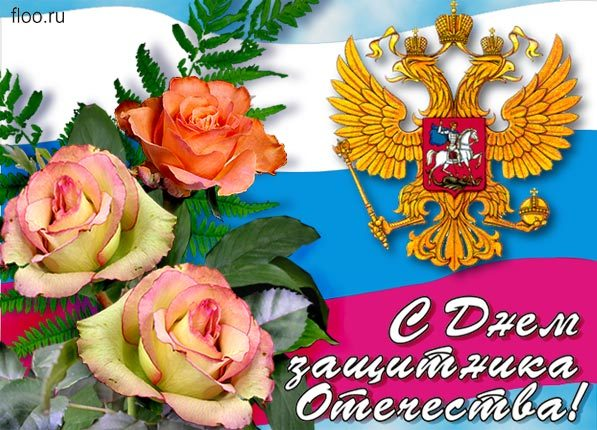 floo.ru
С Днем
защитника
Отечества!